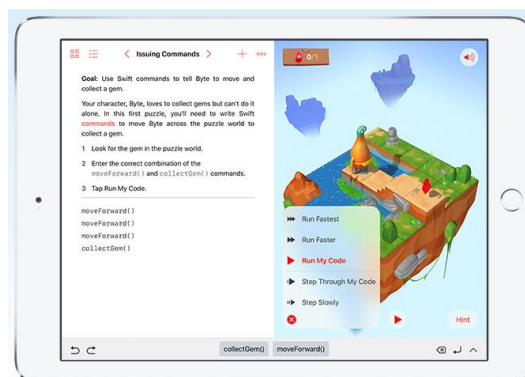 Issuing Commands
0/1
Goal: Use Swift commands to tell Byte to move and
collect a gem.
Your character, Byte, loves to collect gems but can't do it
alone. In this first puzzle, you'll need to write Swift
commands to move Byte across the puzzle world to
collect a gem.
1 Look for the gem in the puzzle world.
2 Enter the correct combination of the
moveForward() and collectGem() commands.
3 Tap Run My Code.
moveForward()
moveForward()
moveForward()
collectGem()
Run Fastest
Run Faster
Run My Code
Step Through My Code
Step Slowly
Hint
collectGem()
moveForward()